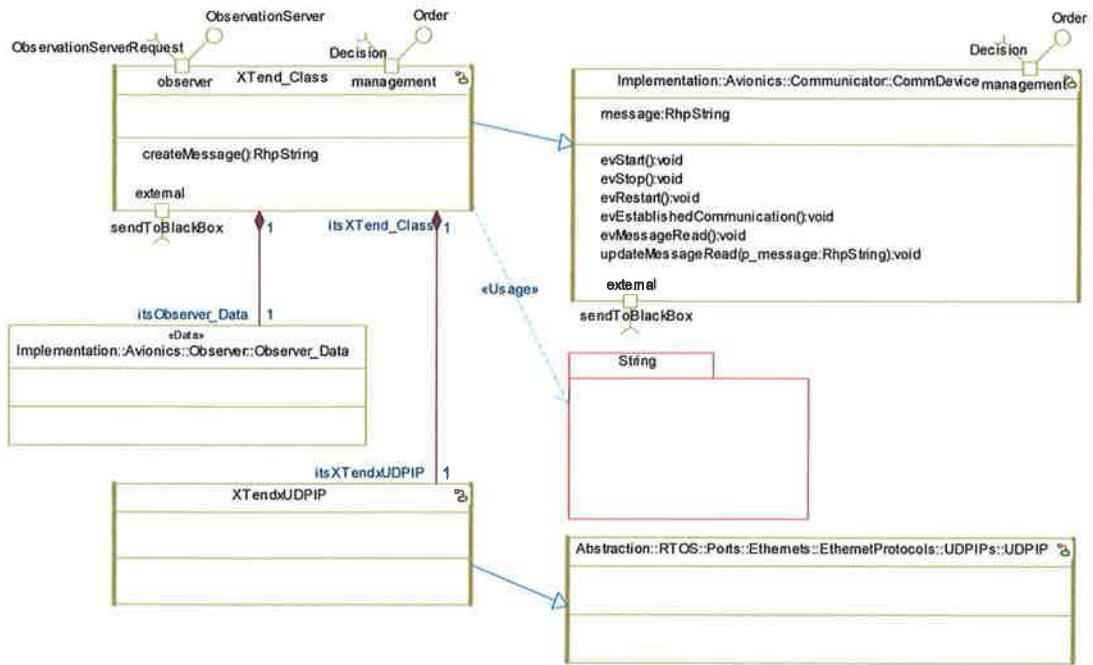 ObservationServer
ObservationServerRequest
observer
XTend_Class
Order
Decision
management
createMessage():RhpString
external
sendToBlackBox
1
itsXTend_Class
1
Order
Decision
management
Implementation::Avionics::Communicator::CommDevice
message:RhpString
evStart():void
evStop():void
evRestart():void
evEstablishedCommunication():void
evMessageRead():void
updateMessageRead(p_message:RhpString):void
external
sendToBlackBox
«Usage»
itsObserver_Data
1
«Data»
Implementation::Avionics::Observer::Observer_Data
String
itsXTendxUDPIP
1
XTendxUDPIP
Abstraction::RTOS::Ports::Ethernets::EthernetProtocols::UDPIPs::UDPIP